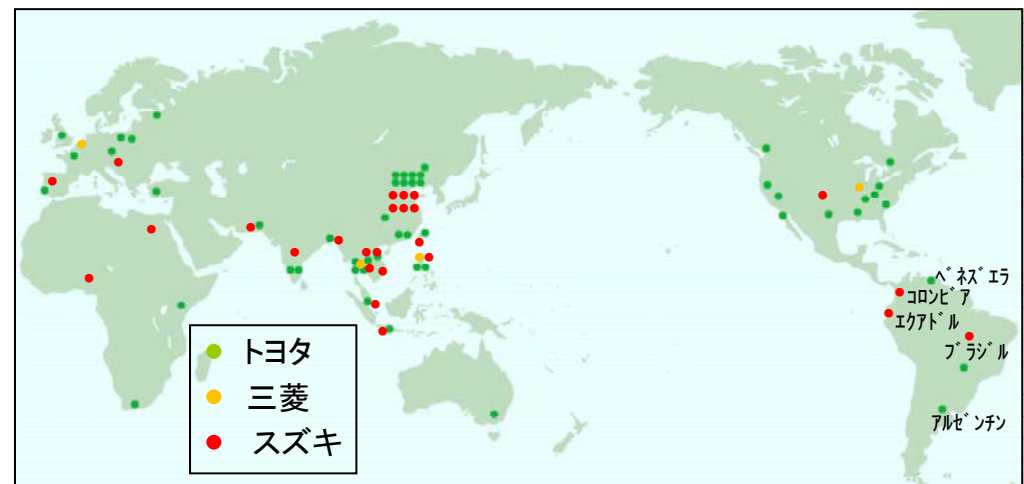 ベネズエラ
コロンビア
エクアドル
ブラジル
アルゼンチン
トヨタ
三菱
スズキ